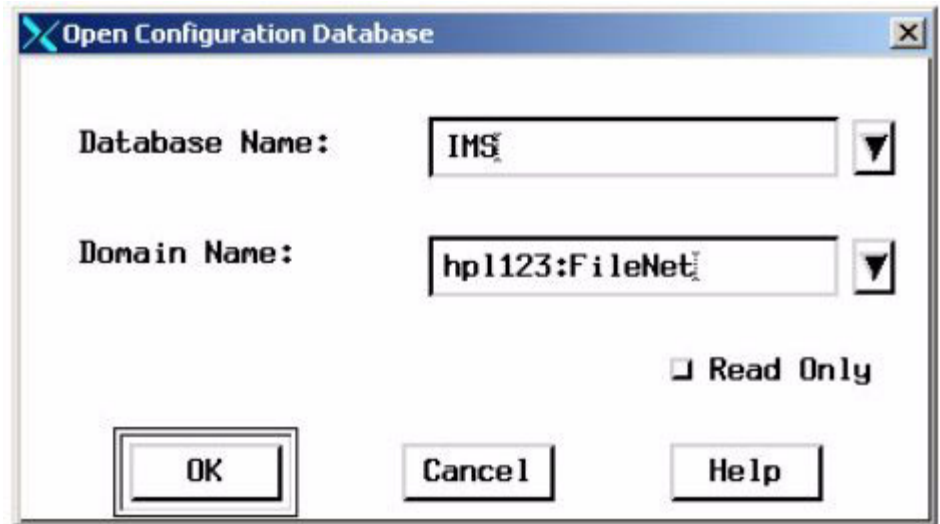 Open Configuration Database
Database Name: IMS
Domain Name: hpl123:FileNet
Read Only
OK Cancel Help